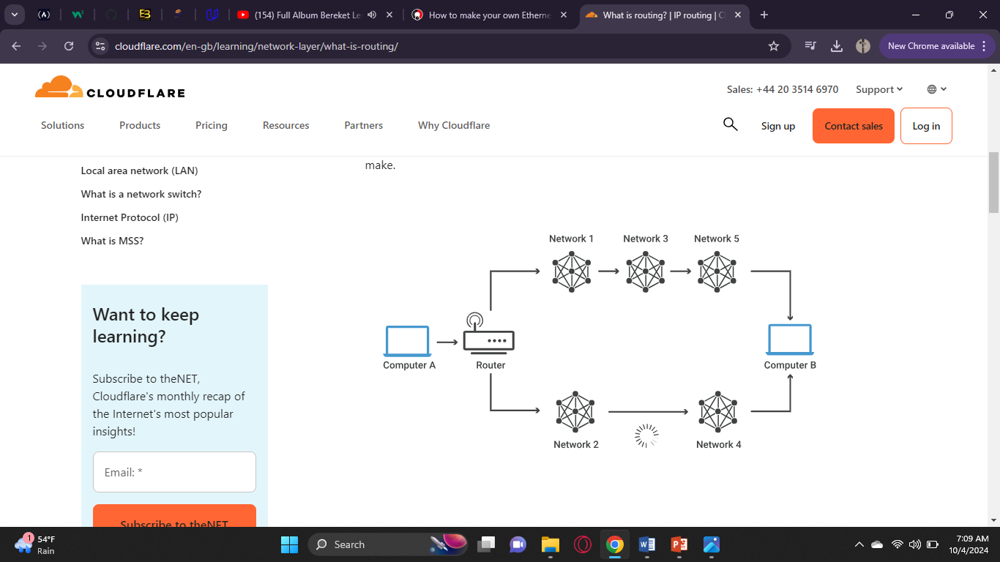 (154) Full Album Bereket Le
How to make your own Etherne
What is routing? | IP routing | C
cloudflare.com/en-gb/learning/network-layer/what-is-routing/
New Chrome available
CLOUDFLARE
Sales: +44 20 3514 6970
Support
Solutions
Products
Pricing
Resources
Partners
Why Cloudflare
Sign up
Contact sales
Log in
Local area network (LAN)
What is a network switch?
Internet Protocol (IP)
What is MSS?
make.
Network 1
Network 3
Network 5
Computer A
Router
Computer B
Network 2
Network 4
Want to keep
learning?
Subscribe to theNET,
Cloudflare's monthly recap of
the Internet's most popular
insights!
Email: *
Subscribe to theNET
1
54°F
Rain
Search
7:09 AM
10/4/2024